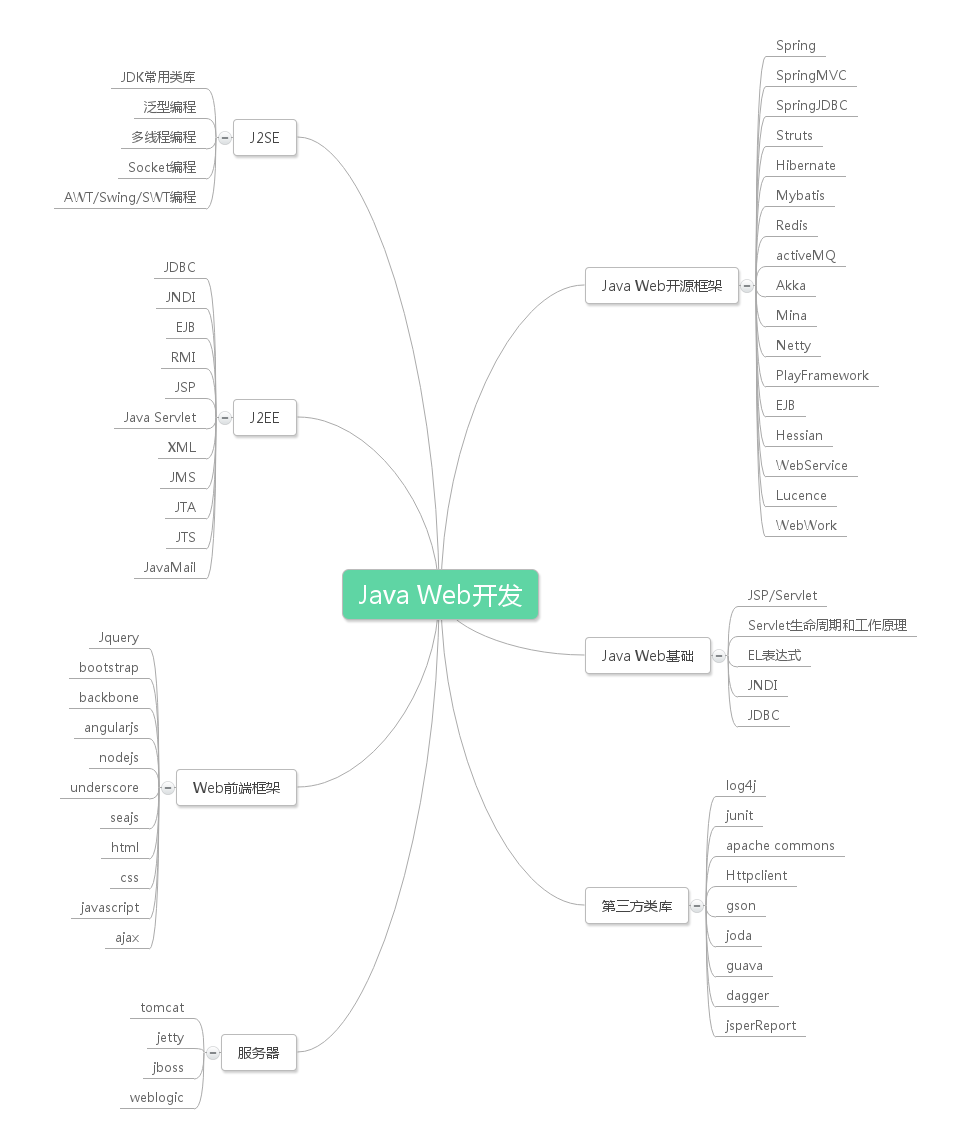 Java Web开发
J2SE
JDK常用类库
泛型编程
多线程编程
Socket编程
AWT/Swing/SWT编程
J2EE
JDBC
JNDI
EJB
RMI
JSP
Java Servlet
XML
JMS
JTA
JTS
JavaMail
Web前端框架
Jquery
bootstrap
backbone
angularjs
nodejs
underscore
seajs
html
css
javascript
ajax
服务器
tomcat
jetty
jboss
weblogic
Java Web开源框架
Spring
SpringMVC
SpringJDBC
Struts
Hibernate
Mybatis
Redis
activeMQ
Akka
Mina
Netty
PlayFramework
EJB
Hessian
WebService
Lucence
WebWork
Java Web基础
JSP/Servlet
Servlet生命周期和工作原理
EL表达式
JNDI
JDBC
第三方类库
log4j
junit
apache commons
Httpclient
gson
joda
guava
dagger
jsperReport